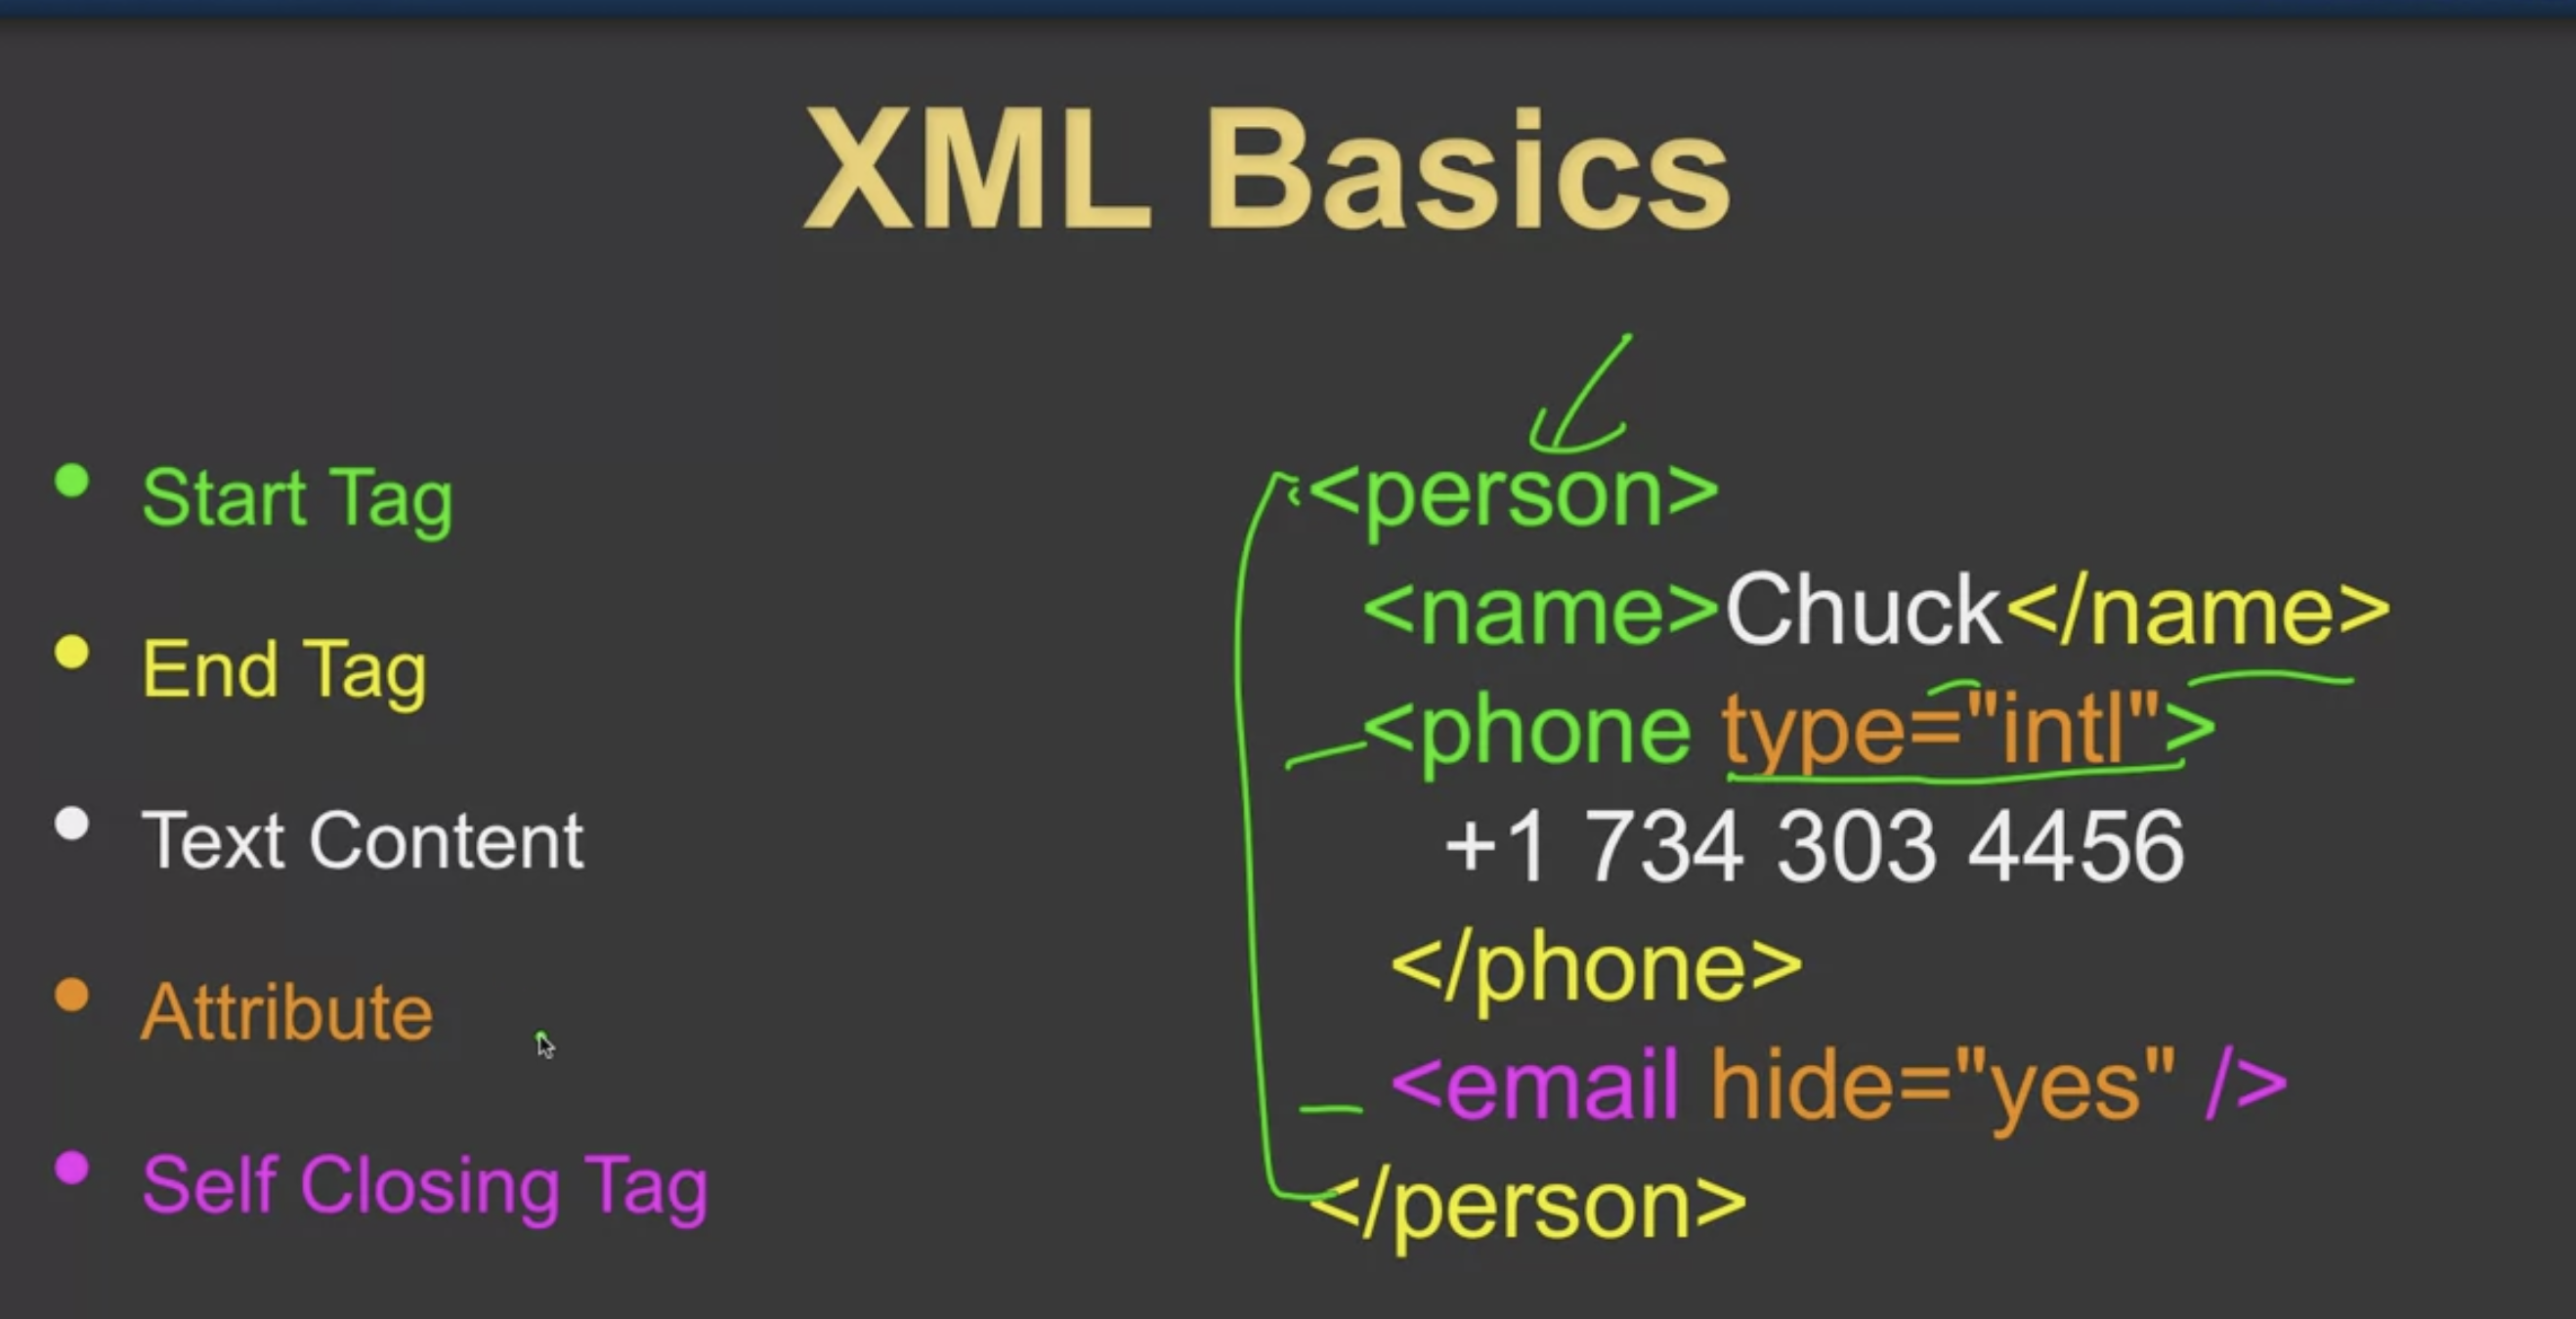 XML Basics
Start Tag
End Tag
Text Content
Attribute
Self Closing Tag
<person>
<name>Chuck</name>
<phone type="intl">
+1 734 303 4456
</phone>
<email hide="yes" />
</person>